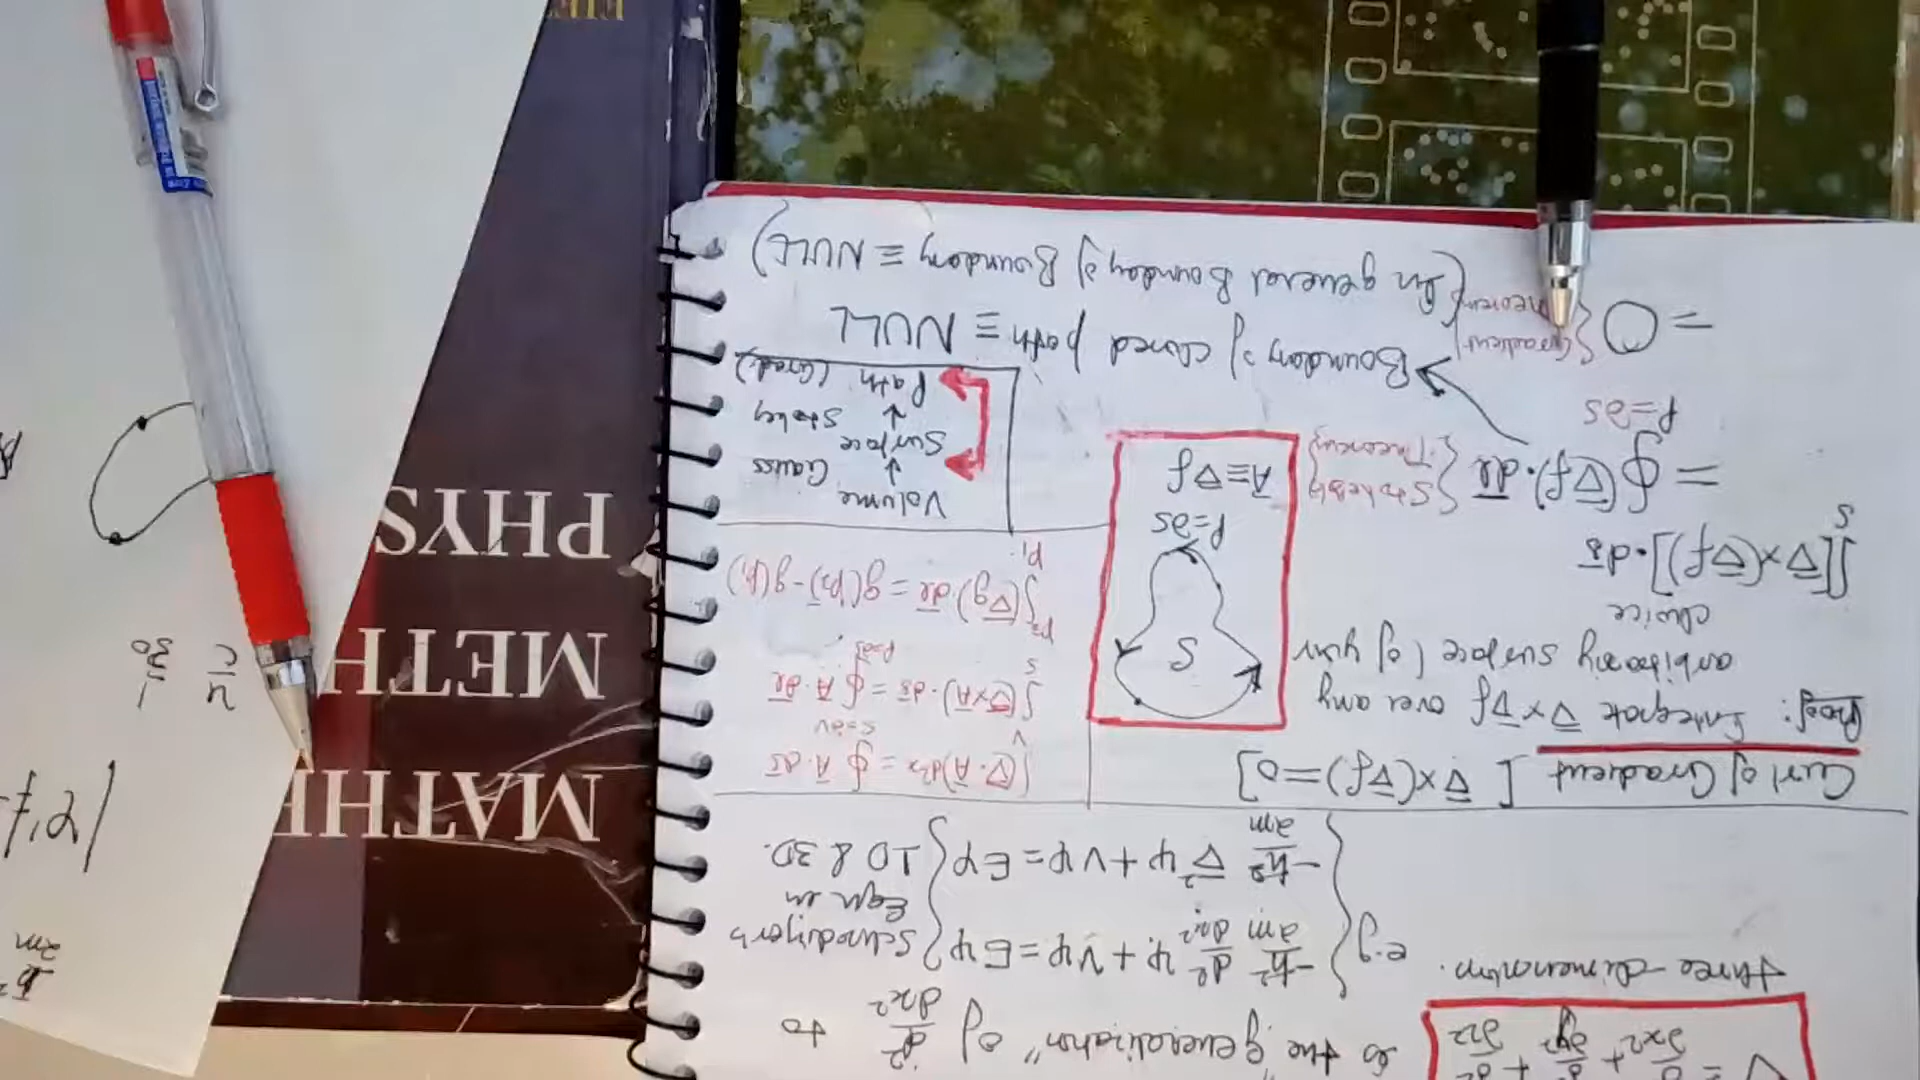 ∇² = ∂²/∂x² + ∂²/∂y² + ∂²/∂z²
is the "generalization" of d²/dx² to
three-dimension.
e.g. { -ħ²/2m d²/dx² ψ + Vψ = Eψ
-ħ²/2m ∇²ψ + Vψ = Eψ }
Schrodinger's
Eqn in
1D & 3D.
Curl of Gradient [ ∇×(∇f) = 0 ]
Proof: Integrate ∇×∇f over any
arbitrary surface (of your
choice
∬[∇×(∇f)]·ds
S
= ∮(∇f)·dl {Stokes's Theorem}
P=∂S
= 0 {Gradient Theorem}
S
P=∂S
A ≡ ∇f
∫(∇·A)d³x = ∮ A·ds
V S=∂V
∫(∇×A)·ds = ∮ A·dl
S P=∂S
∫(∇g)·dl = g(p₂) - g(p₁)
P₂
P₁
Volume
↓ Gauss
Surface
↓ Stokes
Path (Grad.)
Boundary of closed path ≡ NULL
(In general Boundary of Boundary ≡ NULL)
MATHE
METH
PHYS
2m